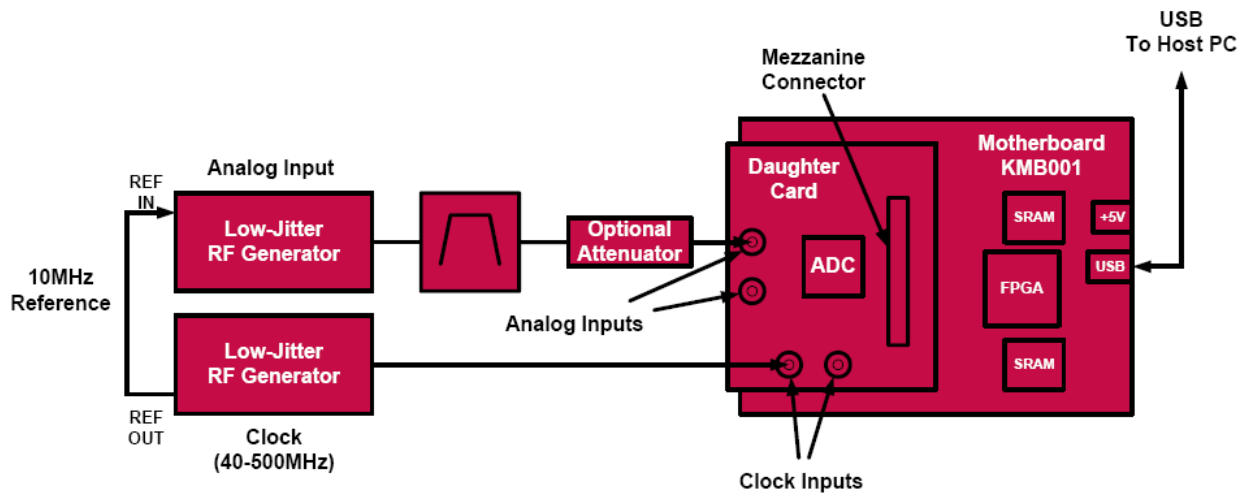 USB
To Host PC
Mezzanine
Connector
Motherboard
KMB001
Daughter
Card
Analog Input
REF
IN
Low-Jitter
RF Generator
Optional
Attenuator
SRAM
+5V
ADC
USB
FPGA
10MHz
Reference
Analog Inputs
Low-Jitter
RF Generator
SRAM
REF
OUT
Clock
(40-500MHz)
Clock Inputs